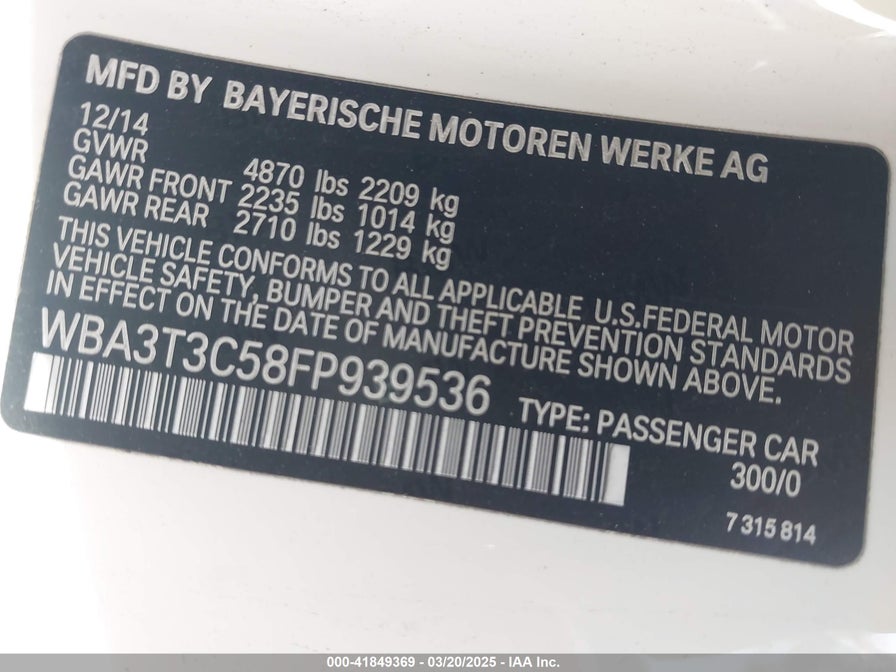 MFD BY BAYERISCHE MOTOREN WERKE AG
12/14
GVWR 4870 lbs 2209 kg
GAWR FRONT 2235 lbs 1014 kg
GAWR REAR 2710 lbs 1229 kg
THIS VEHICLE CONFORMS TO ALL APPLICABLE U.S.FEDERAL MOTOR
VEHICLE SAFETY, BUMPER AND THEFT PREVENTION STANDARDS
IN EFFECT ON THE DATE OF MANUFACTURE SHOWN ABOVE.
WBA3T3C58FP939536 TYPE: PASSENGER CAR
300/0
7 315 814
000-41849369 - 03/20/2025 - IAA Inc.